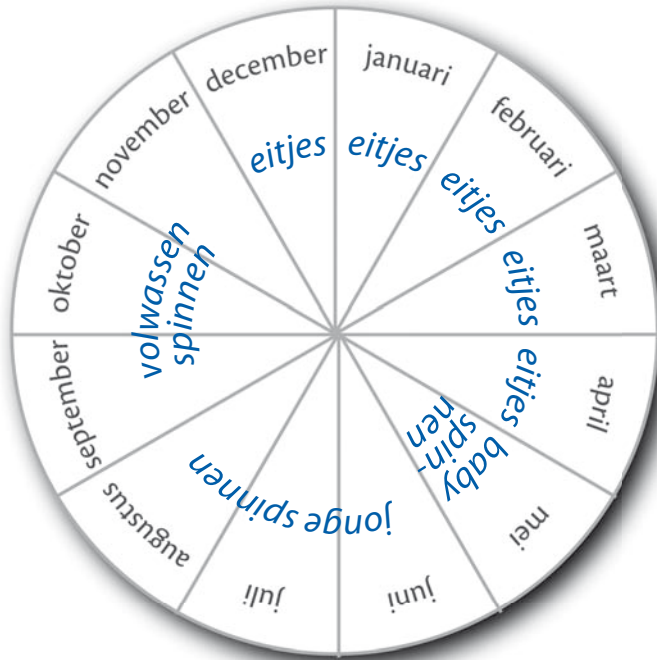 januari
februari
maart
april
mei
juni
juli
augustus
september
oktober
november
december
eitjes
eitjes
eitjes
eitjes
eitjes
baby
spin-
nen
jonge spinnen
volwassen
spinnen